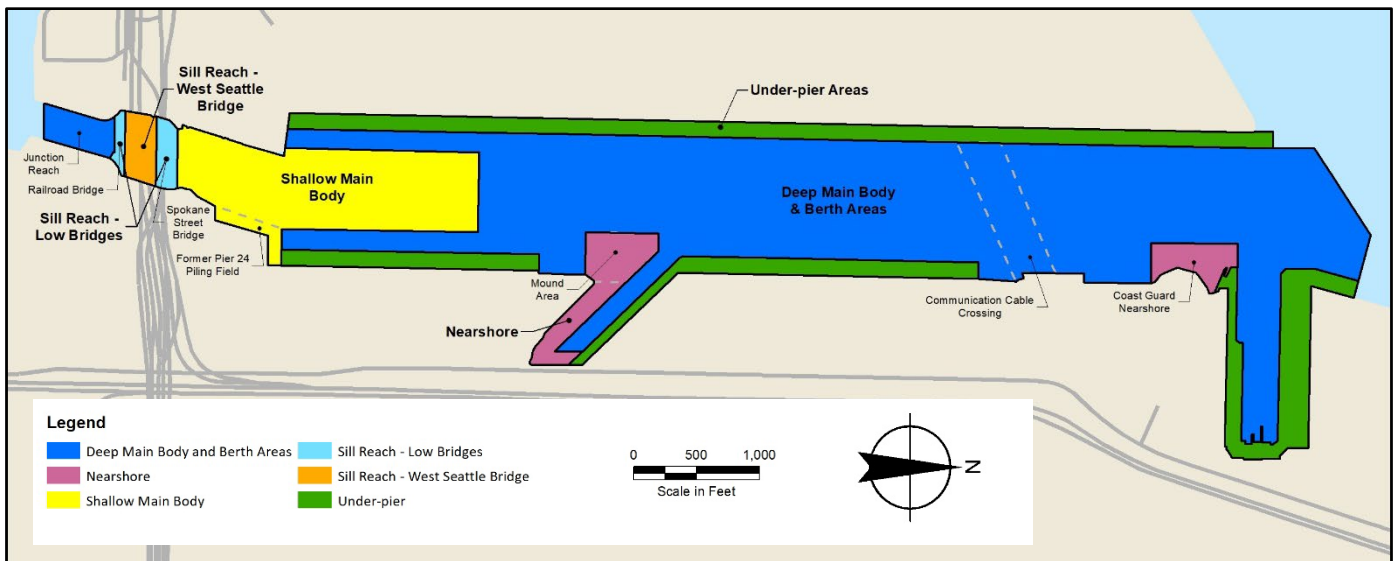 Sill Reach -
West Seattle
Bridge
Under-pier Areas
Junction
Reach
Railroad Bridge
Sill Reach -
Low Bridges
Spokane
Street
Bridge
Former Pier 24
Piling Field
Shallow Main
Body
Deep Main Body
& Berth Areas
Mound
Area
Nearshore
Communication Cable
Crossing
Coast Guard
Nearshore
Legend
Deep Main Body and Berth Areas
Nearshore
Shallow Main Body
Sill Reach - Low Bridges
Sill Reach - West Seattle Bridge
Under-pier
0 500 1,000
Scale in Feet
N